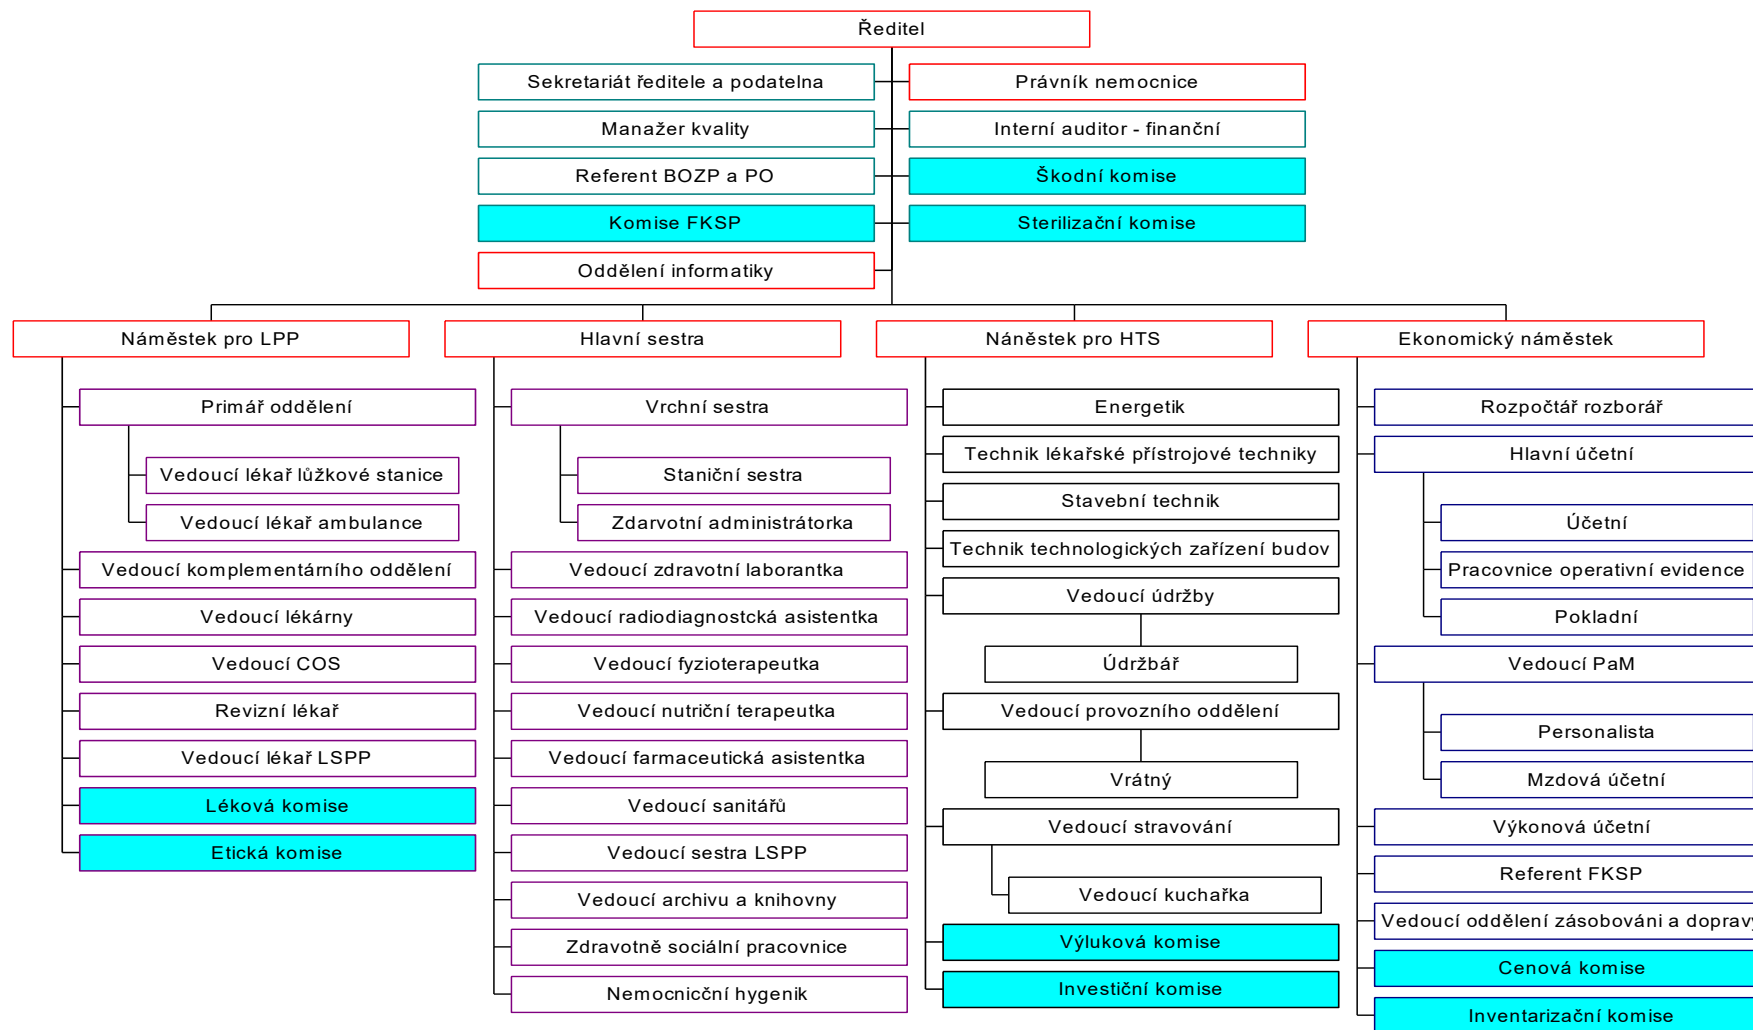 Ředitel
Sekretariát ředitele a podatelna
Právník nemocnice
Manažer kvality
Interní auditor - finanční
Referent BOZP a PO
Škodní komise
Komise FKSP
Sterilizační komise
Oddělení informatiky
Náměstek pro LPP
Hlavní sestra
Náněstek pro HTS
Ekonomický náměstek
Primář oddělení
Vedoucí lékař lůžkové stanice
Vedoucí lékař ambulance
Vedoucí komplementárního oddělení
Vedoucí lékárny
Vedoucí COS
Revizní lékař
Vedoucí lékař LSPP
Léková komise
Etická komise
Vrchní sestra
Staniční sestra
Zdarvotní administrátorka
Vedoucí zdravotní laborantka
Vedoucí radiodiagnostcká asistentka
Vedoucí fyzioterapeutka
Vedoucí nutriční terapeutka
Vedoucí farmaceutická asistentka
Vedoucí sanitářů
Vedoucí sestra LSPP
Vedoucí archivu a knihovny
Zdravotně sociální pracovnice
Nemocnicční hygenik
Energetik
Technik lékařské přístrojové techniky
Stavební technik
Technik technologických zařízení budov
Vedoucí údržby
Údržbář
Vedoucí provozního oddělení
Vrátný
Vedoucí stravování
Vedoucí kuchařka
Výluková komise
Investiční komise
Rozpočtář rozborář
Hlavní účetní
Účetní
Pracovnice operativní evidence
Pokladní
Vedoucí PaM
Personalista
Mzdová účetní
Výkonová účetní
Referent FKSP
Vedoucí oddělení zásobováni a dopravy
Cenová komise
Inventarizační komise